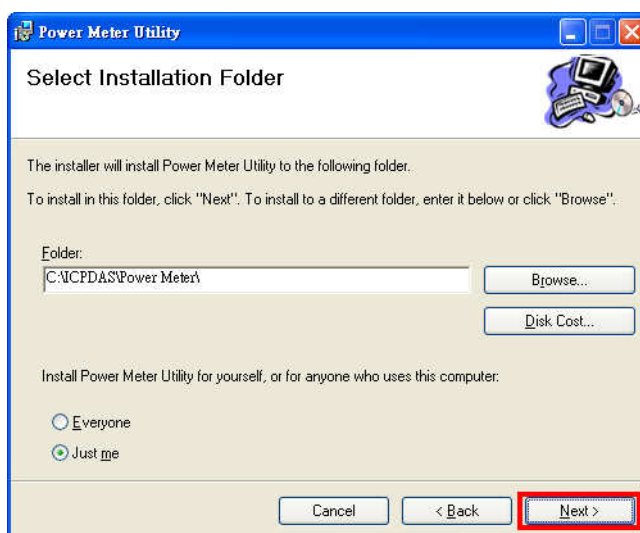 Power Meter Utility
Select Installation Folder
The installer will install Power Meter Utility to the following folder.
To install in this folder, click "Next". To install to a different folder, enter it below or click "Browse".
Folder:
C:\ICPDAS\Power Meter\
Browse...
Disk Cost...
Install Power Meter Utility for yourself, or for anyone who uses this computer:
Everyone
Just me
Cancel
< Back
Next >